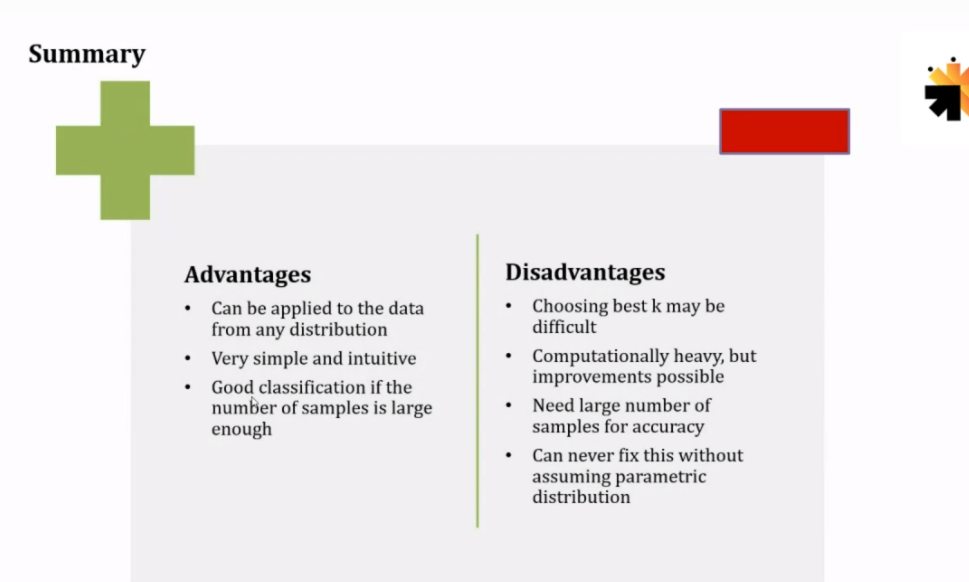 Summary
Advantages
• Can be applied to the data
from any distribution
• Very simple and intuitive
• Good classification if the
number of samples is large
enough
Disadvantages
• Choosing best k may be
difficult
• Computationally heavy, but
improvements possible
• Need large number of
samples for accuracy
• Can never fix this without
assuming parametric
distribution